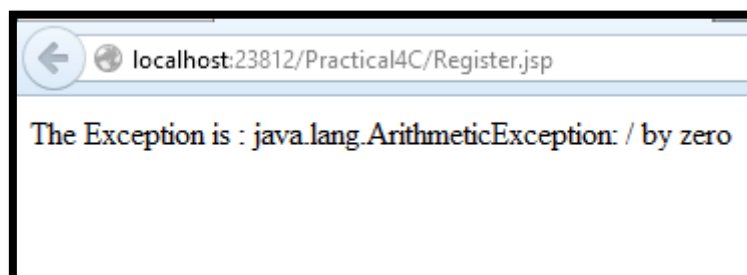 localhost:23812/Practical4C/Register.jsp
The Exception is : java.lang.ArithmeticException: / by zero